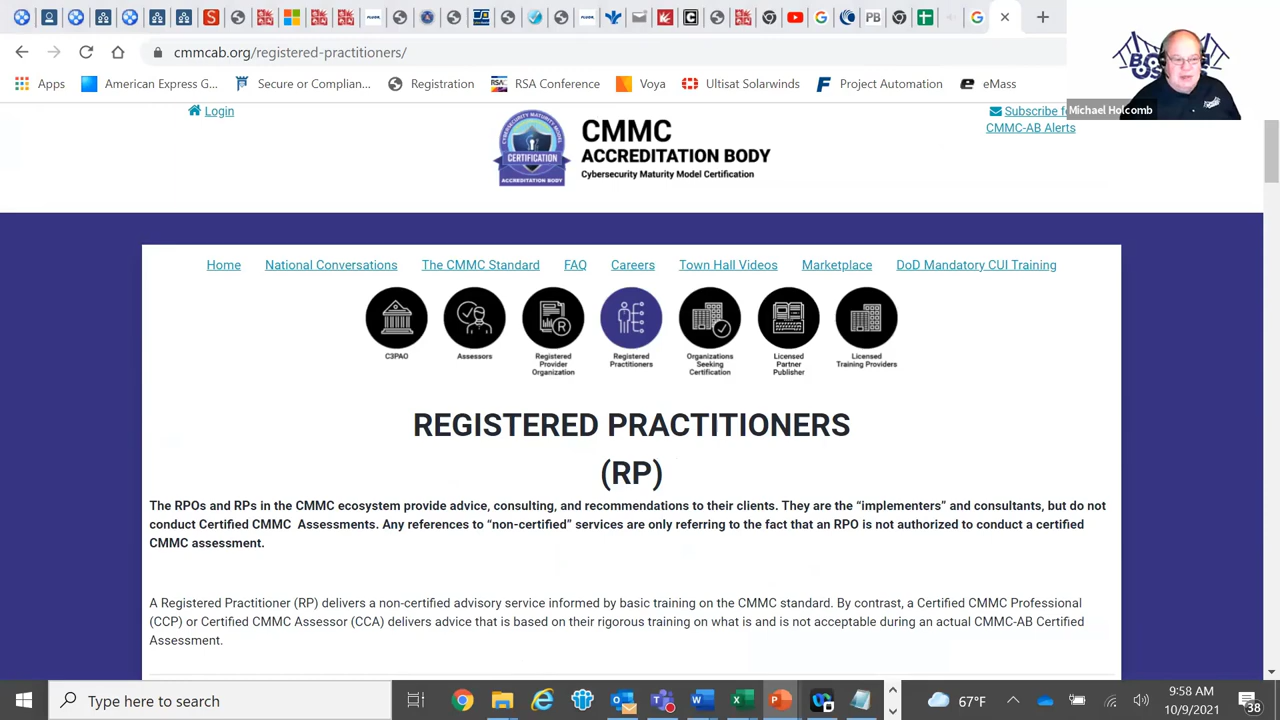 cmmcab.org/registered-practitioners/
Apps
American Express G...
Secure or Complian...
Registration
RSA Conference
Voya
Ultisat Solarwinds
Project Automation
eMass
Michael Holcomb
Login
Subscribe f
CMMC-AB Alerts
CERTIFICATION
ACCREDITATION BODY
CMMC
ACCREDITATION BODY
Cybersecurity Maturity Model Certification
Home National Conversations The CMMC Standard FAQ Careers Town Hall Videos Marketplace DoD Mandatory CUI Training
C3PAO
Assessors
Registered
Provider
Organization
Registered
Practitioners
Organizations
Seeking
Certification
Licensed
Partner
Publisher
Licensed
Training Providers
REGISTERED PRACTITIONERS
(RP)
The RPOs and RPs in the CMMC ecosystem provide advice, consulting, and recommendations to their clients. They are the “implementers” and consultants, but do not
conduct Certified CMMC Assessments. Any references to “non-certified” services are only referring to the fact that an RPO is not authorized to conduct a certified
CMMC assessment.
A Registered Practitioner (RP) delivers a non-certified advisory service informed by basic training on the CMMC standard. By contrast, a Certified CMMC Professional
(CCP) or Certified CMMC Assessor (CCA) delivers advice that is based on their rigorous training on what is and is not acceptable during an actual CMMC-AB Certified
Assessment.
Type here to search
67°F
9:58 AM
10/9/2021
38